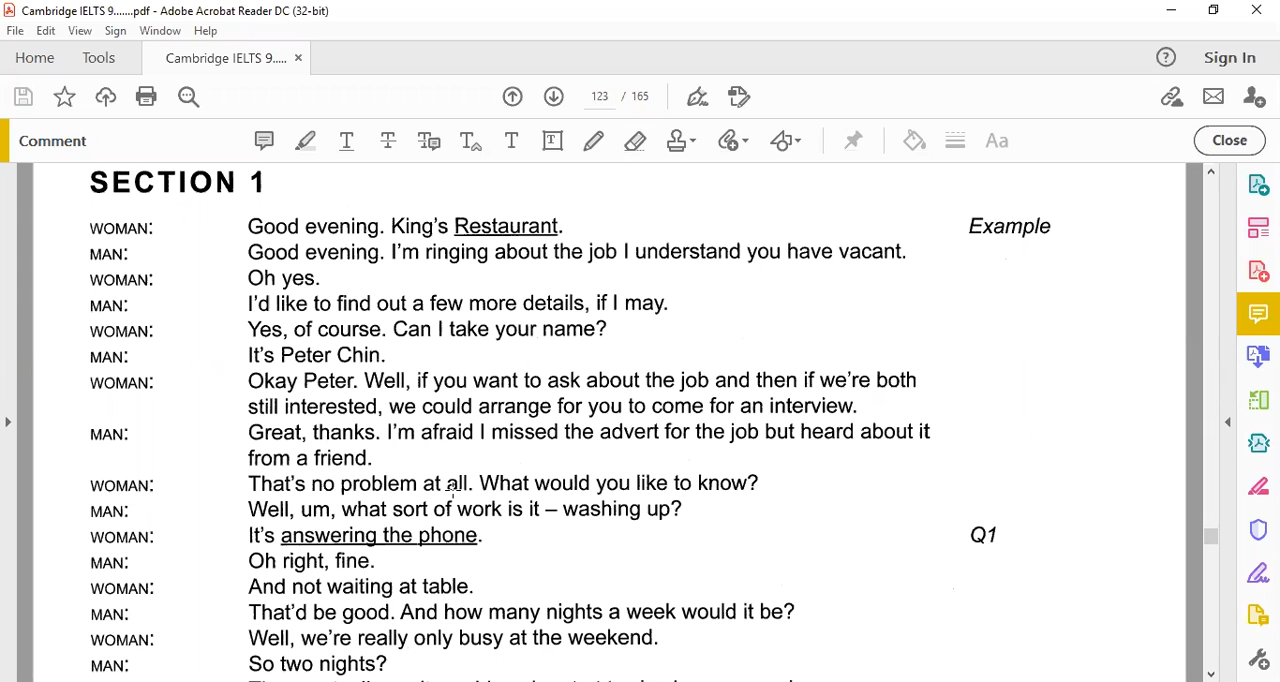 Cambridge IELTS 9.......pdf - Adobe Acrobat Reader DC (32-bit)
File Edit View Sign Window Help
Home Tools Cambridge IELTS 9..... × Sign In
123 / 165
Comment Close
SECTION 1
WOMAN: Good evening. King's Restaurant. Example
MAN: Good evening. I'm ringing about the job I understand you have vacant.
WOMAN: Oh yes.
MAN: I'd like to find out a few more details, if I may.
WOMAN: Yes, of course. Can I take your name?
MAN: It's Peter Chin.
WOMAN: Okay Peter. Well, if you want to ask about the job and then if we're both
still interested, we could arrange for you to come for an interview.
MAN: Great, thanks. I'm afraid I missed the advert for the job but heard about it
from a friend.
WOMAN: That's no problem at all. What would you like to know?
MAN: Well, um, what sort of work is it – washing up?
WOMAN: It's answering the phone. Q1
MAN: Oh right, fine.
WOMAN: And not waiting at table.
MAN: That'd be good. And how many nights a week would it be?
WOMAN: Well, we're really only busy at the weekend.
MAN: So two nights?